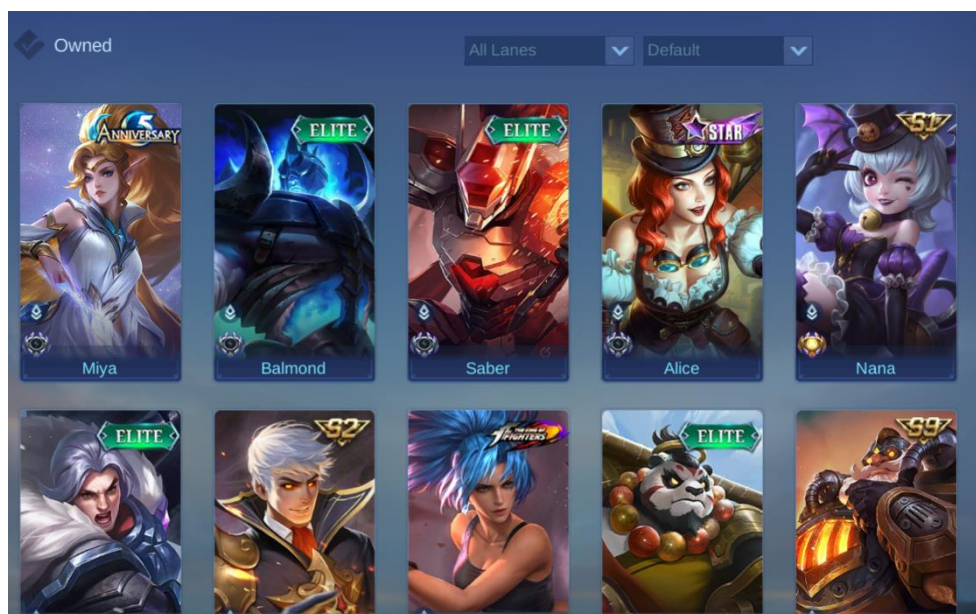 Owned
All Lanes
Default
5
ANNIVERSARY
ELITE
ELITE
STAR
S1
Miya
Balmond
Saber
Alice
Nana
ELITE
S2
THE KING OF
FIGHTERS
ELITE
S9